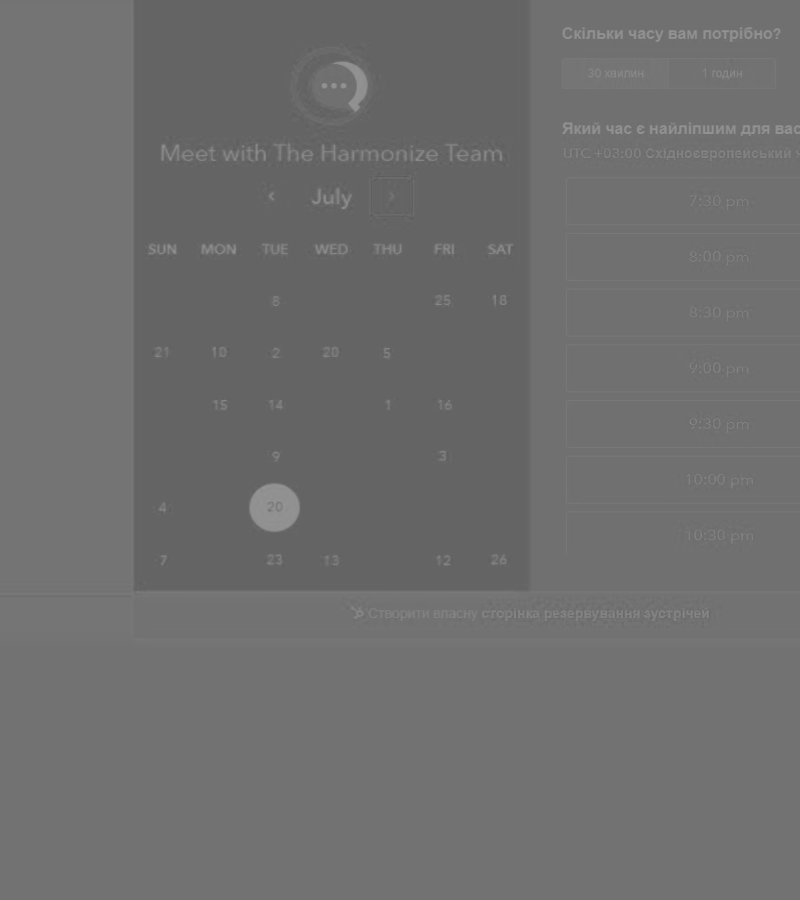 Meet with The Harmonize Team
July
SUN MON TUE WED THU FRI SAT
8 25 18
21 10 2 20 5
15 14 1 16
9 3
4 20
7 23 13 12 26
Скільки часу вам потрібно?
30 хвилин 1 годин
Який час є найліпшим для вас
UTC +03:00 Східноєвропейський ч
7:30 pm
8:00 pm
8:30 pm
9:00 pm
9:30 pm
10:00 pm
10:30 pm
Створити власну сторінку резервування зустрічей